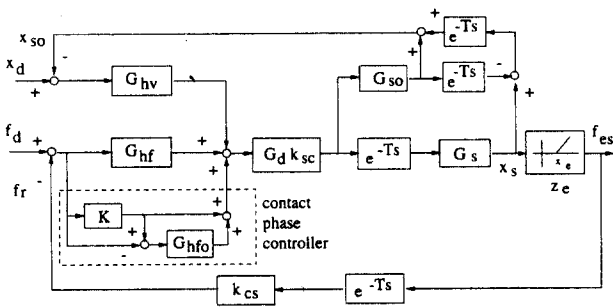 x_so
-
x_d
+
G_hv
+
G_so
e^-Ts
+
+
e^-Ts
-
+
f_d
+
f_r
-
G_hf
+
+
+
G_d k_sc
e^-Ts
G_s
x_s
x_e
z_e
f_es
K
+
-
G_hfo
+
+
contact
phase
controller
k_cs
e^-Ts